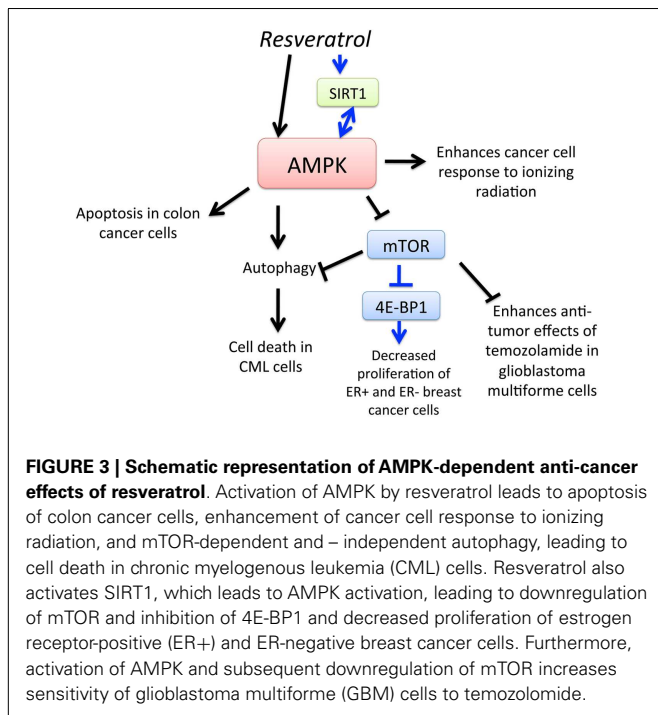 Resveratrol
SIRT1
AMPK
Enhances cancer cell
response to ionizing
radiation
Apoptosis in colon
cancer cells
Autophagy
mTOR
Cell death in
CML cells
4E-BP1
Decreased
proliferation of
ER+ and ER- breast
cancer cells
Enhances anti-
tumor effects of
temozolamide in
glioblastoma
multiforme cells
FIGURE 3 | Schematic representation of AMPK-dependent anti-cancer
effects of resveratrol. Activation of AMPK by resveratrol leads to apoptosis
of colon cancer cells, enhancement of cancer cell response to ionizing
radiation, and mTOR-dependent and – independent autophagy, leading to
cell death in chronic myelogenous leukemia (CML) cells. Resveratrol also
activates SIRT1, which leads to AMPK activation, leading to downregulation
of mTOR and inhibition of 4E-BP1 and decreased proliferation of estrogen
receptor-positive (ER+) and ER-negative breast cancer cells. Furthermore,
activation of AMPK and subsequent downregulation of mTOR increases
sensitivity of glioblastoma multiforme (GBM) cells to temozolomide.